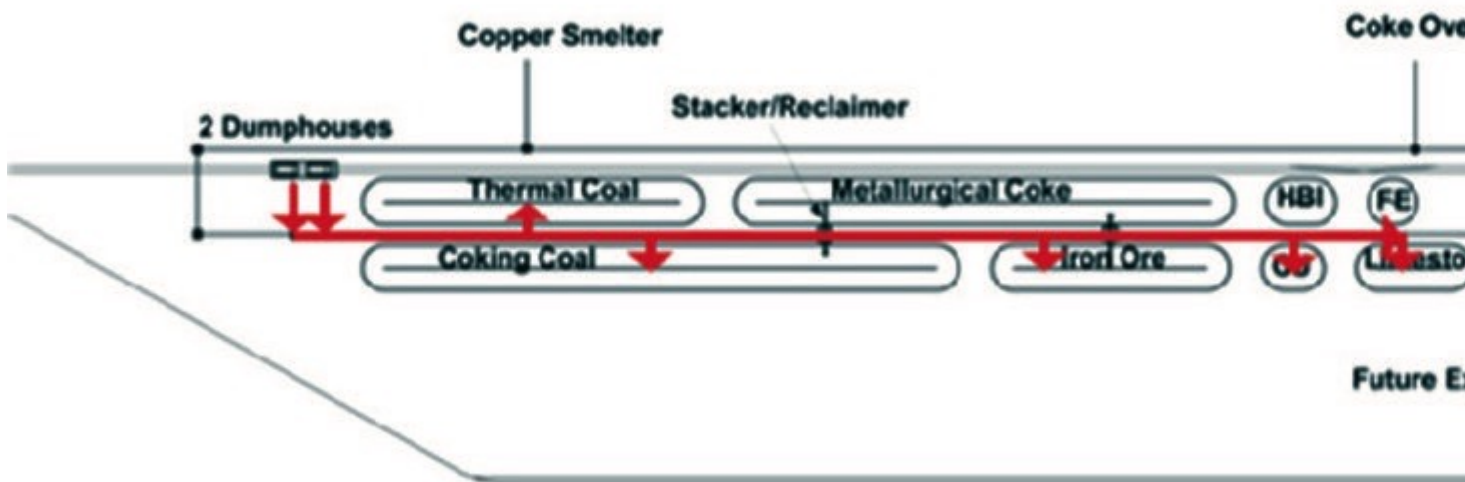 Copper Smelter
Coke Ove
Stacker/Reclaimer
2 Dumphouses
Thermal Coal
Metallurgical Coke
HBI
FE
Coking Coal
Iron Ore
Future Ex